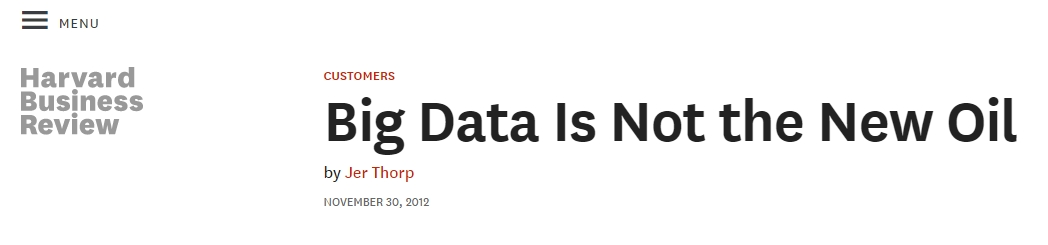 MENU
Harvard
Business
Review
CUSTOMERS
Big Data Is Not the New Oil
by Jer Thorp
NOVEMBER 30, 2012